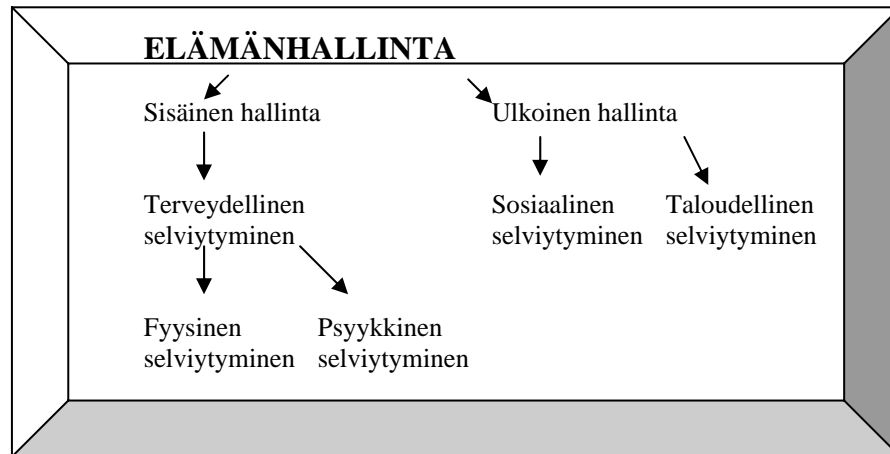 ELÄMÄNHALLINTA
Sisäinen hallinta
Ulkoinen hallinta
Terveydellinen
selviytyminen
Sosiaalinen
selviytyminen
Taloudellinen
selviytyminen
Fyysinen
selviytyminen
Psyykkinen
selviytyminen